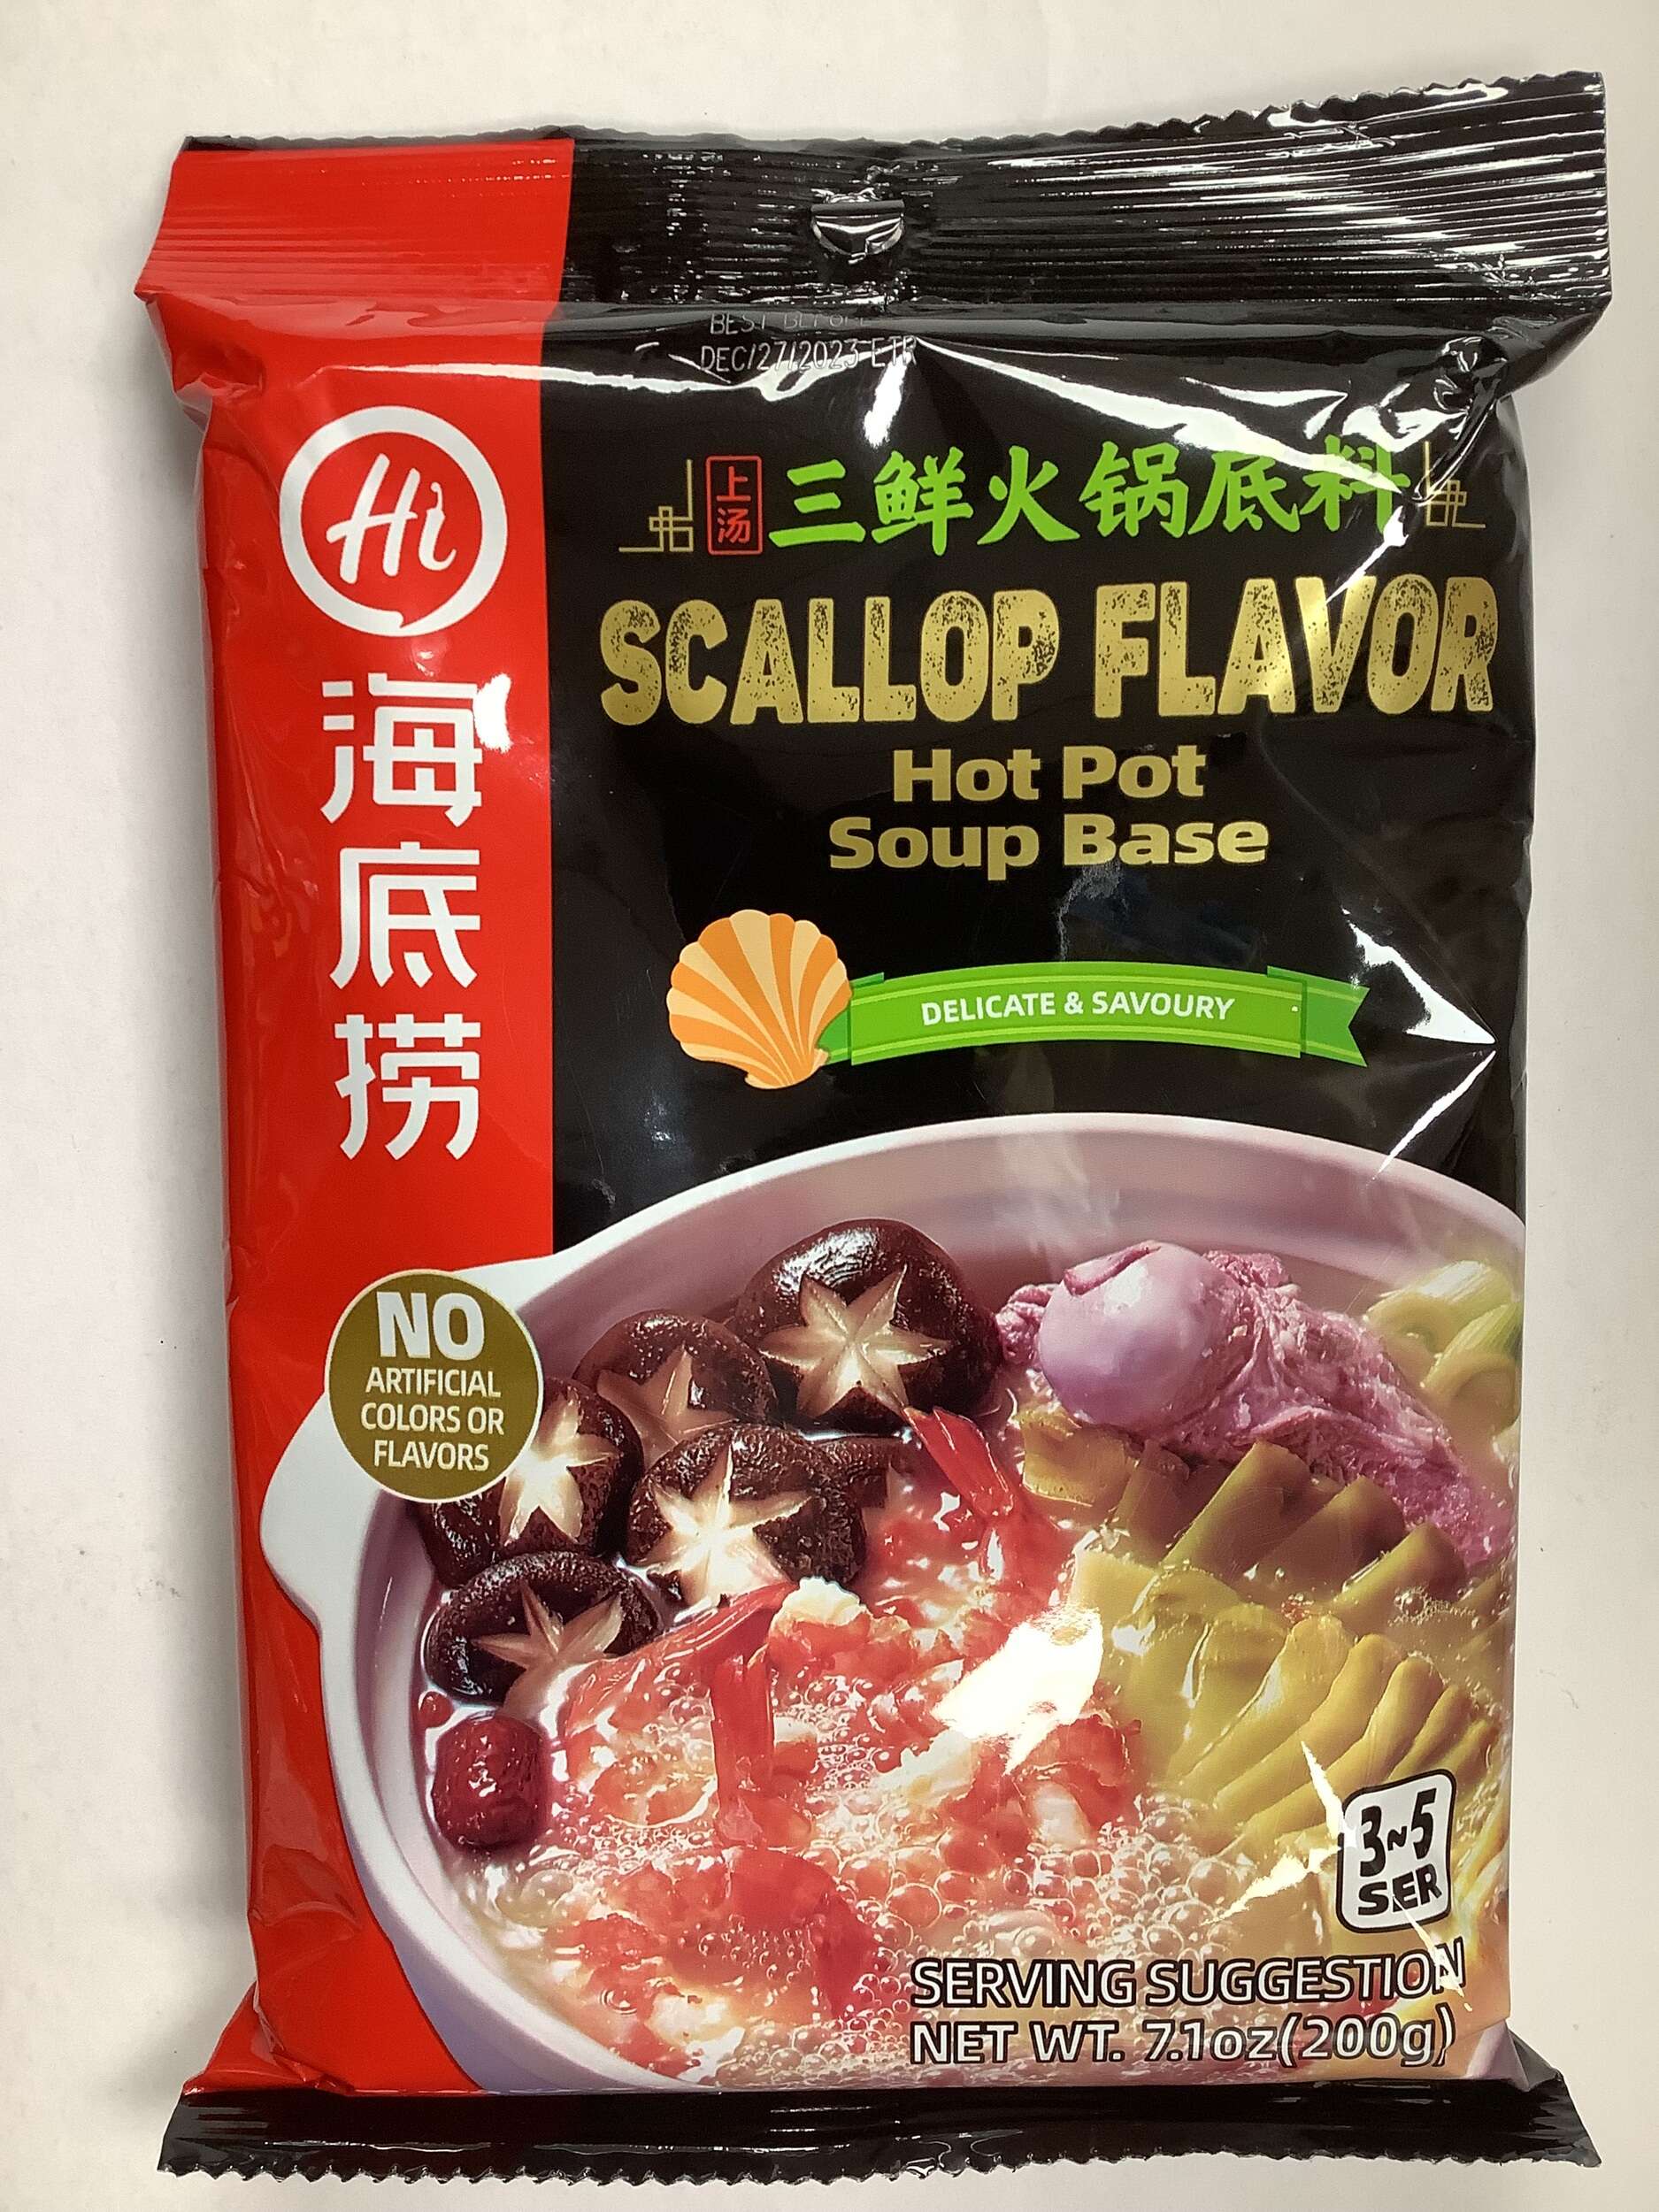 BEST BEFORE
DEC/27/2023 ETR
Hi
海底捞
上汤
三鲜火锅底料
SCALLOP FLAVOR
Hot Pot
Soup Base
DELICATE & SAVOURY
NO
ARTIFICIAL
COLORS OR
FLAVORS
3~5
SER
SERVING SUGGESTION
NET WT. 7.1oz(200g)